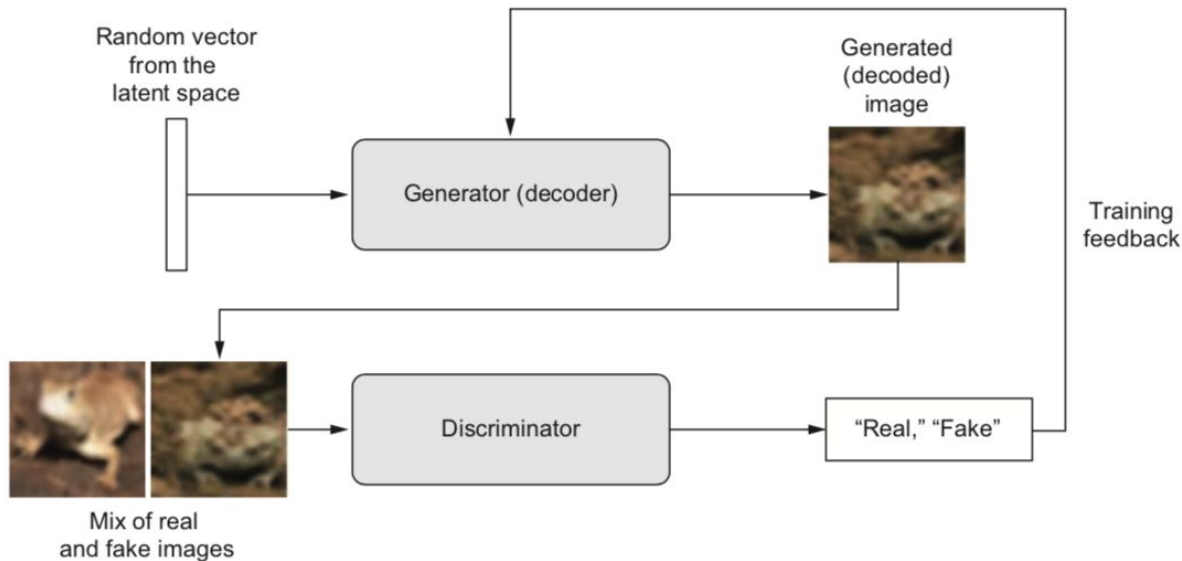 Random vector
from the
latent space
Generator (decoder)
Generated
(decoded)
image
Training
feedback
Mix of real
and fake images
Discriminator
“Real,” “Fake”